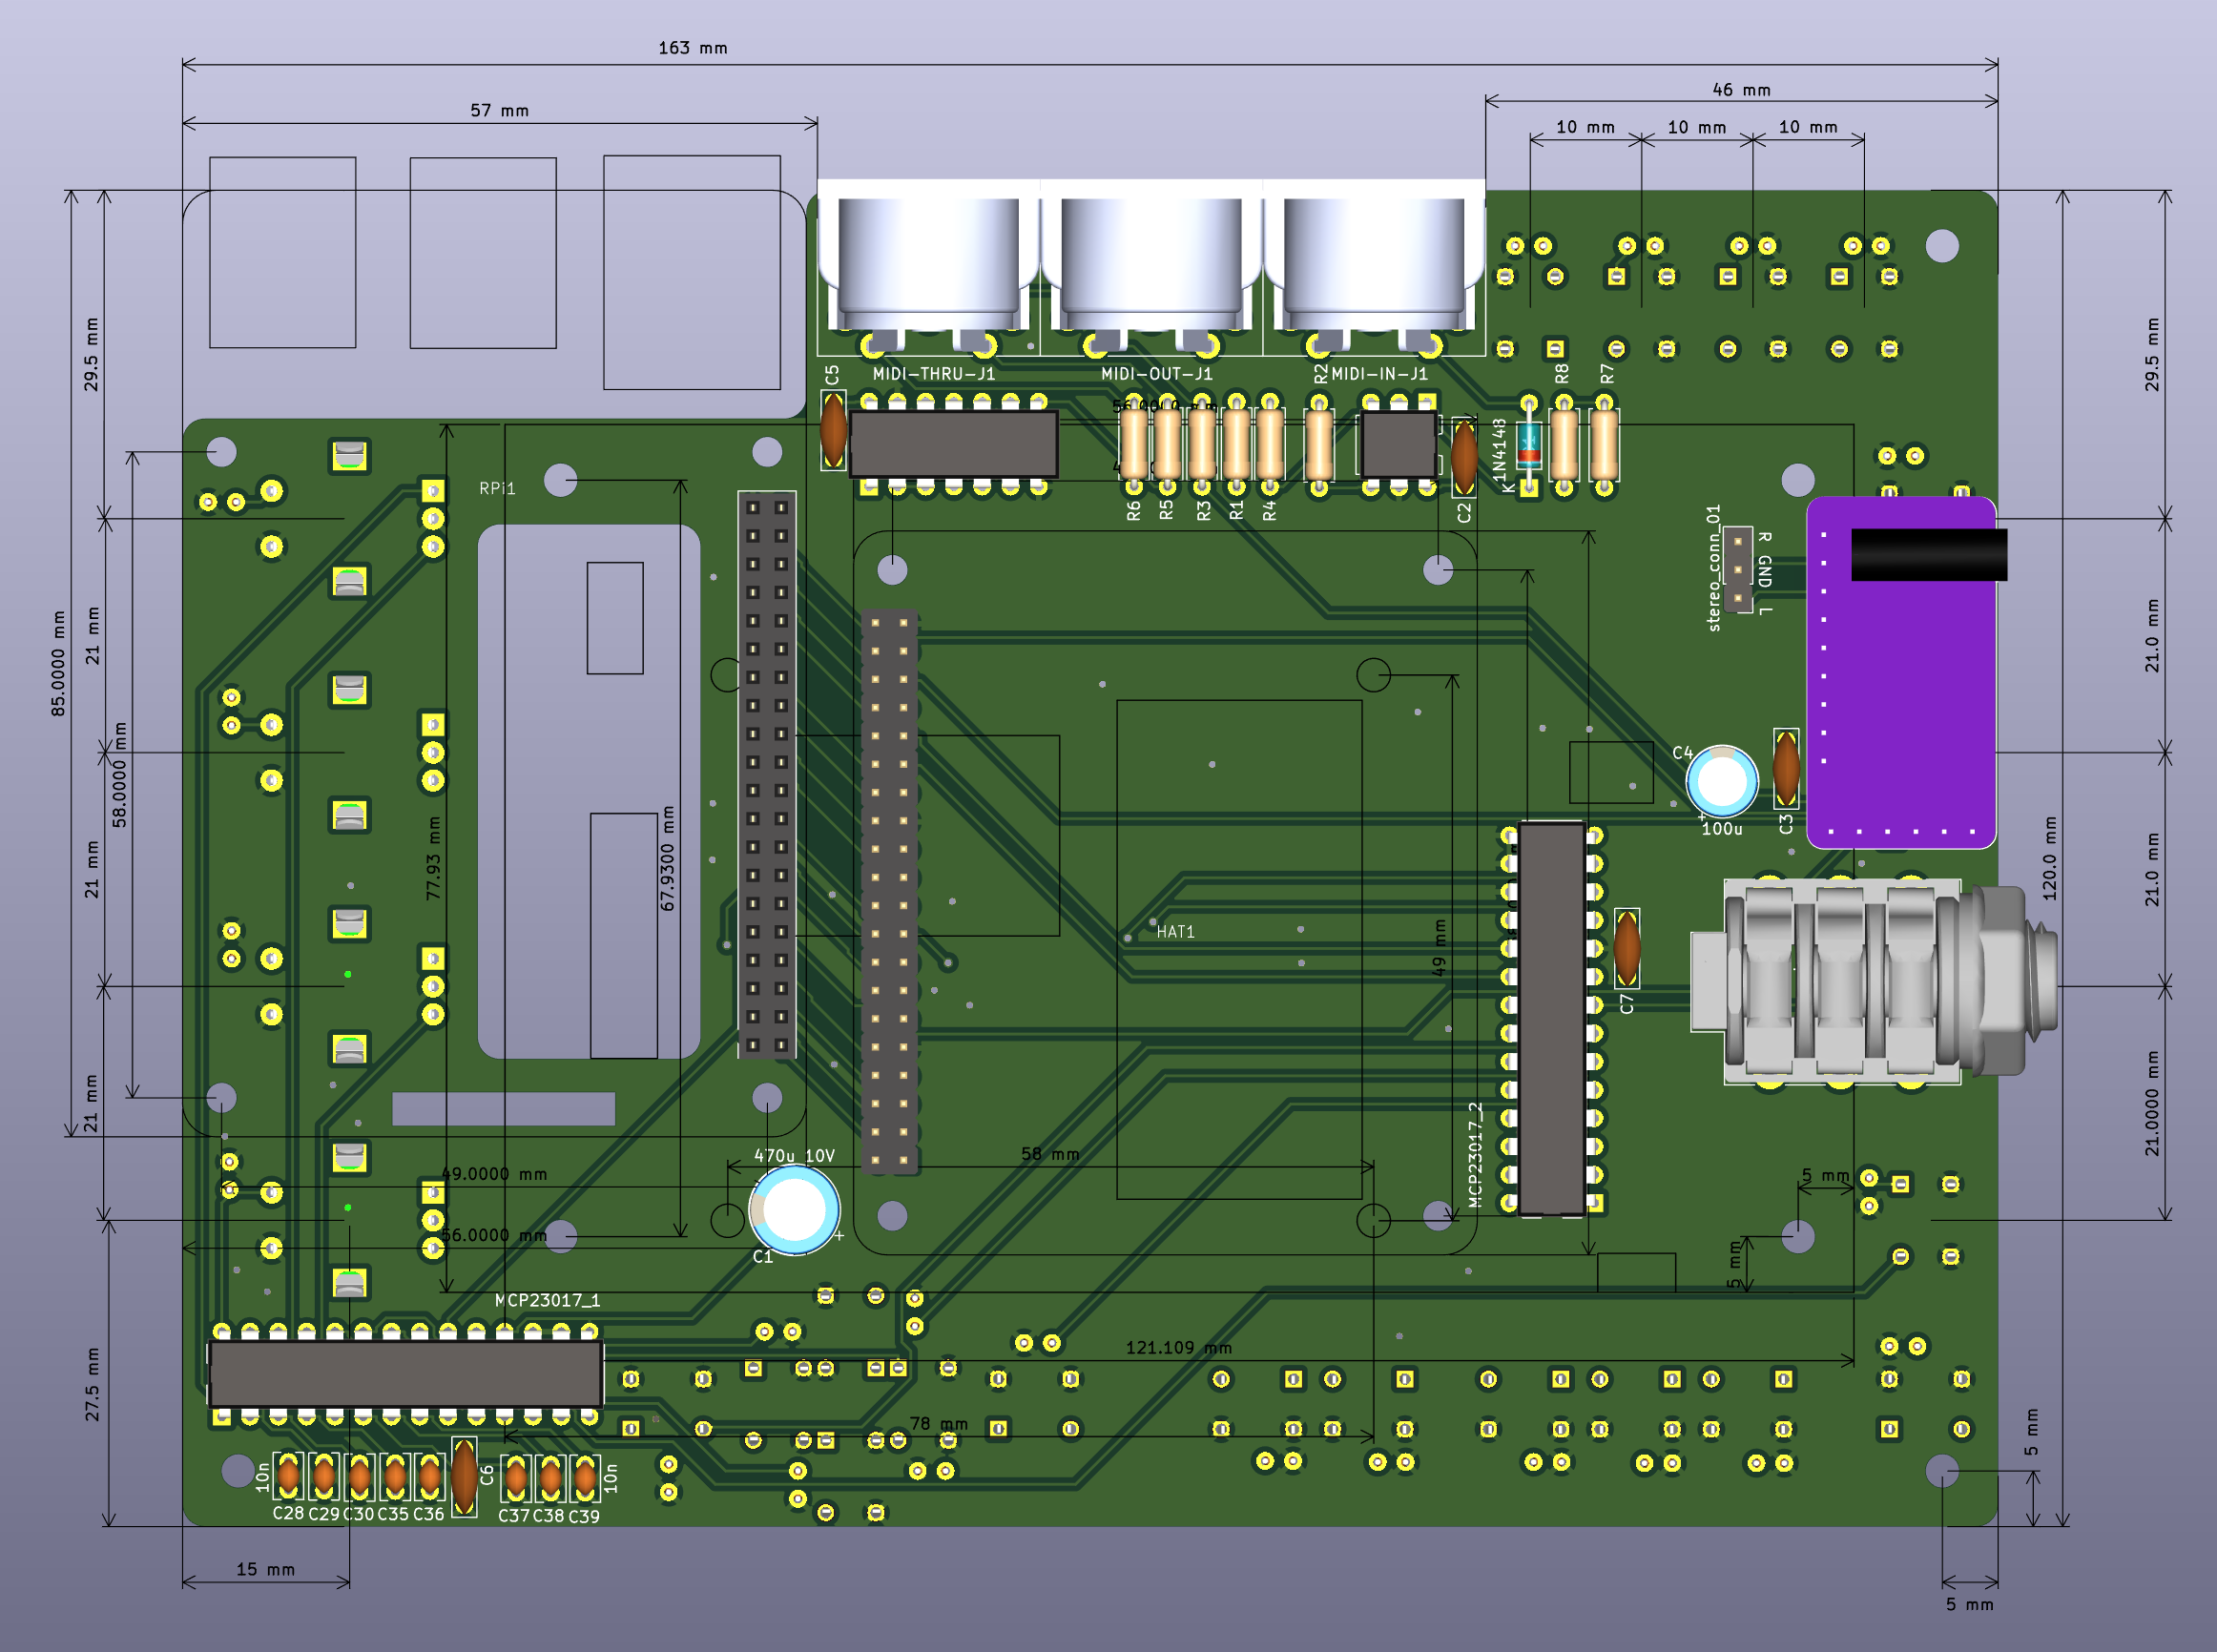 163 mm
57 mm
46 mm
10 mm
10 mm
10 mm
29.5 mm
29.5 mm
C5
MIDI-THRU-J1
MIDI-OUT-J1
R2
MIDI-IN-J1
R8
R7
RPi1
R6
R5
R3
R1
R4
C2
K1N4148
stereo_conn_01
R
GND
L
85.0000 mm
21 mm
58.0000 mm
21.0 mm
C4
100u
C3
77.93 mm
67.9300 mm
21 mm
21.0 mm
120.0 mm
HAT1
49 mm
C7
21 mm
21.0000 mm
MCP23017_2
470u 10V
58 mm
49.0000 mm
5 mm
56.0000 mm
+
C1
5 mm
MCP23017_1
121.109 mm
27.5 mm
78 mm
5 mm
10n
C6
10n
C28
C29
C30
C35
C36
C37
C38
C39
15 mm
5 mm